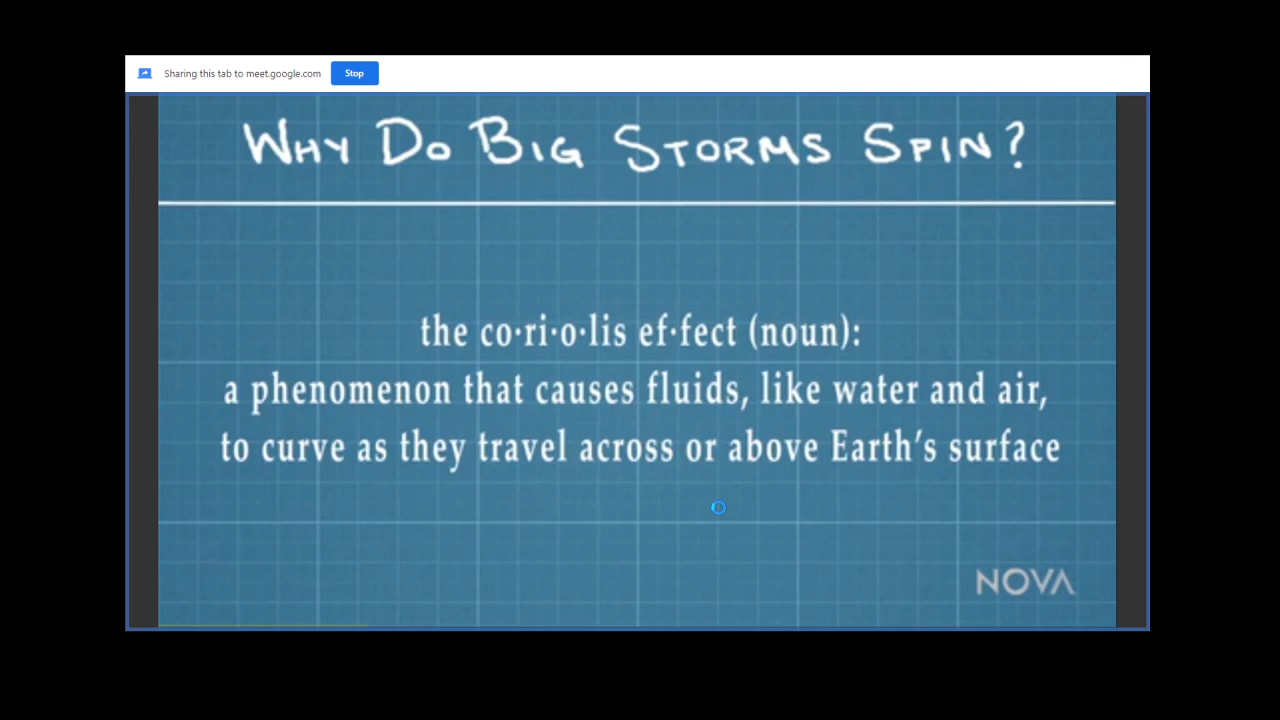 Sharing this tab to meet.google.com Stop
WHY DO BIG STORMS SPIN?
the co·ri·o·lis ef·fect (noun):
a phenomenon that causes fluids, like water and air,
to curve as they travel across or above Earth's surface
NOVA